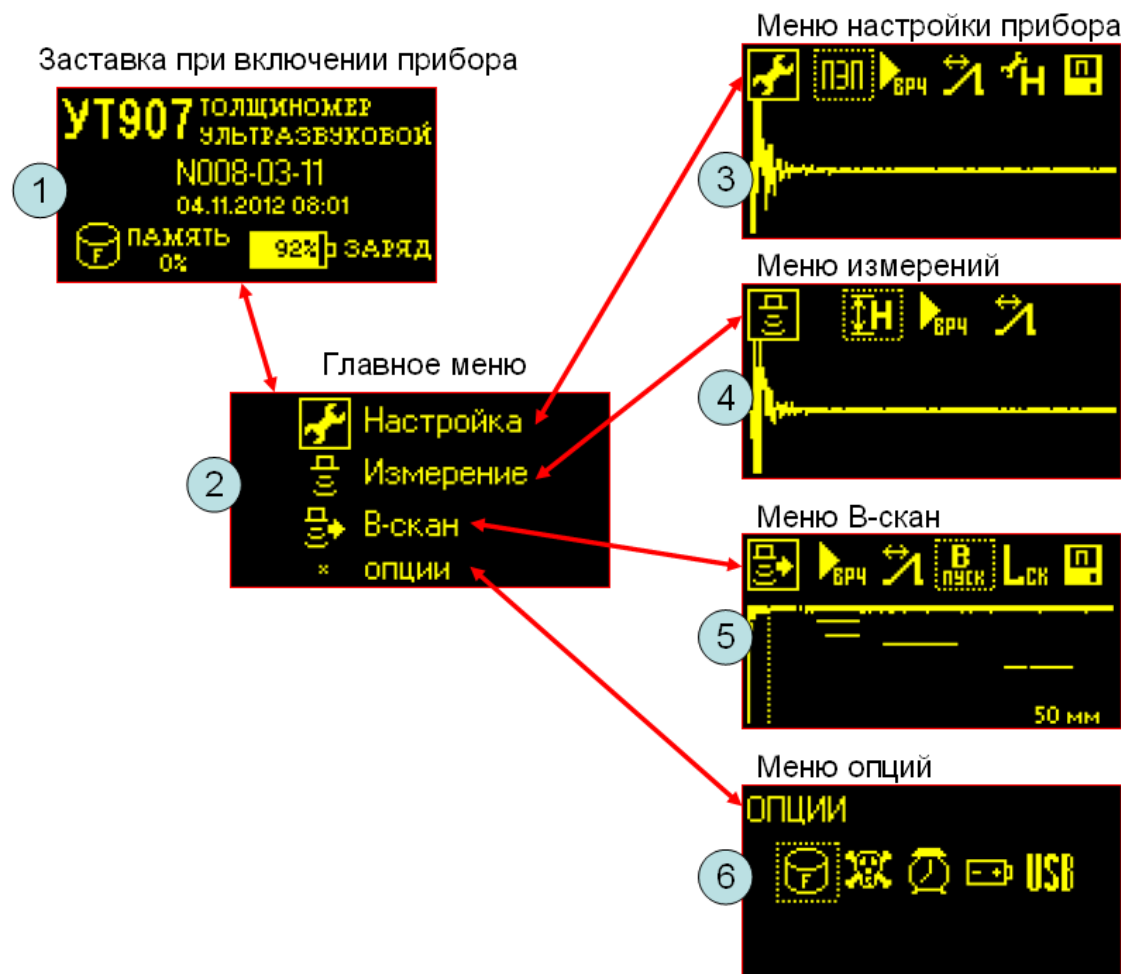 Заставка при включении прибора
УТ907 ТОЛЩИНОМЕР
УЛЬТРАЗВУКОВОЙ
N008-03-11
04.11.2012 08:01
F ПАМЯТЬ
0%
92% ЗАРЯД
1
Главное меню
Настройка
Измерение
В-скан
опции
2
Меню настройки прибора
ПЭП ВРЧ Н П
3
Меню измерений
Н ВРЧ
4
Меню В-скан
ВРЧ В ПУСК Lск П
50 мм
5
Меню опций
ОПЦИИ
F - + USB
6